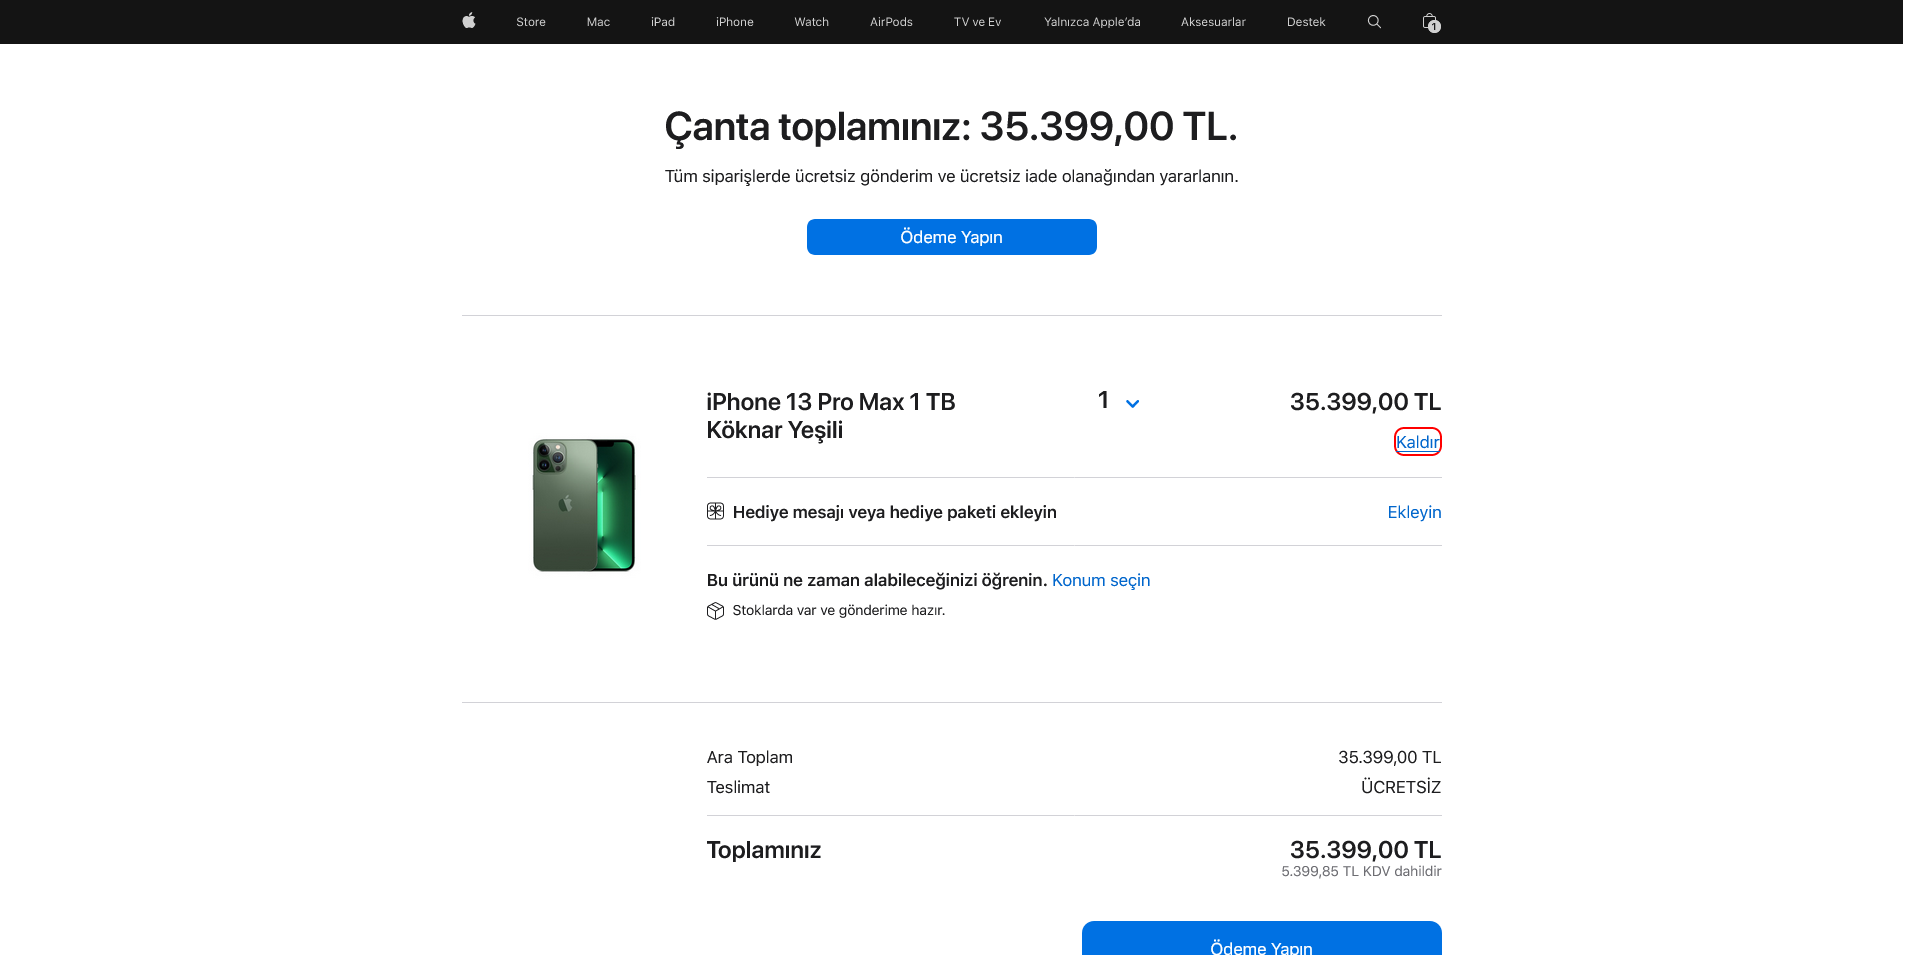 Store Mac iPad iPhone Watch AirPods TV ve Ev Yalnızca Apple'da Aksesuarlar Destek 1
Çanta toplamınız: 35.399,00 TL.
Tüm siparişlerde ücretsiz gönderim ve ücretsiz iade olanağından yararlanın.
Ödeme Yapın
iPhone 13 Pro Max 1 TB 1 35.399,00 TL
Köknar Yeşili
Kaldır
Hediye mesajı veya hediye paketi ekleyin Ekleyin
Bu ürünü ne zaman alabileceğinizi öğrenin. Konum seçin
Stoklarda var ve gönderime hazır.
Ara Toplam 35.399,00 TL
Teslimat ÜCRETSİZ
Toplamınız 35.399,00 TL
5.399,85 TL KDV dahildir
Ödeme Yapın